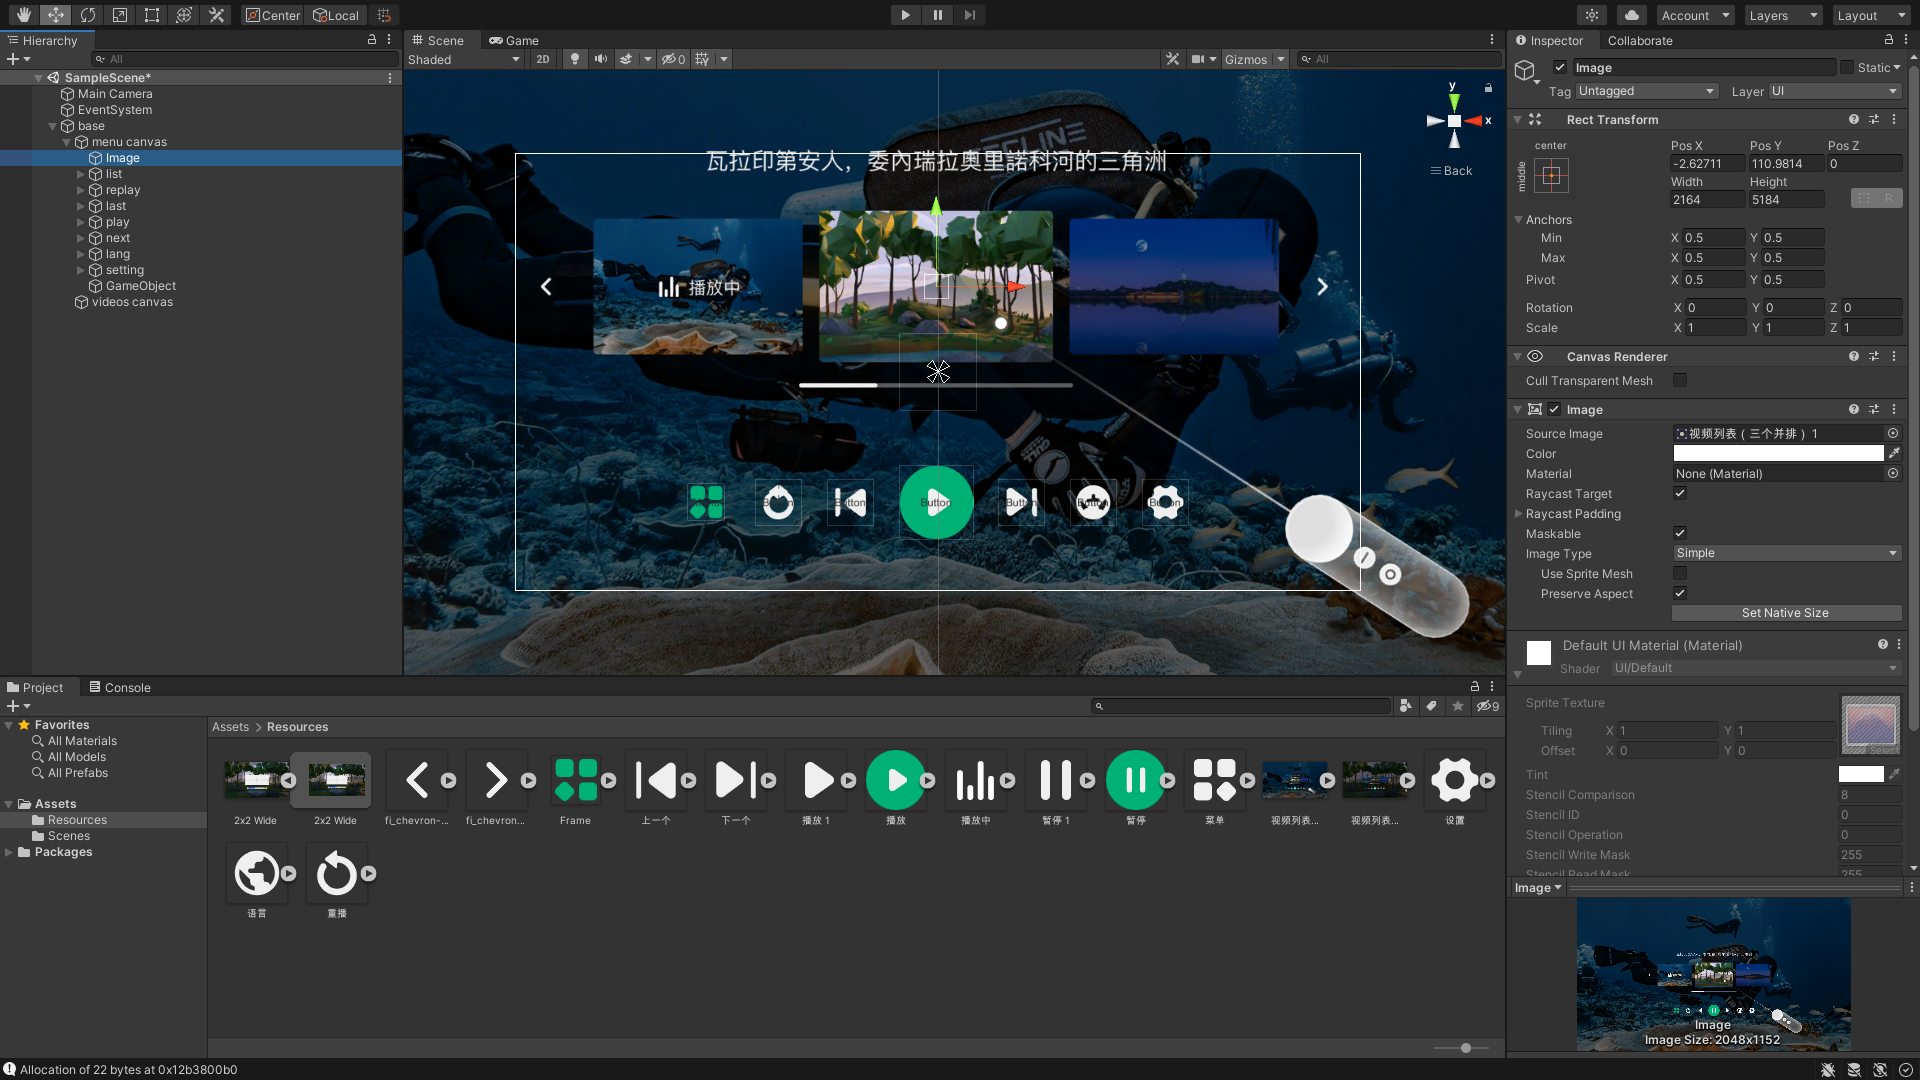 Center
Local
Account
Layers
Layout
Hierarchy
All
SampleScene*
Main Camera
EventSystem
base
menu canvas
Image
list
replay
last
play
next
lang
setting
GameObject
videos canvas
Scene
Game
Shaded
2D
0
Gizmos
All
y
x
Back
瓦拉印第安人，委內瑞拉奥里諾科河的三角洲
播放中
Button
Button
Button
Button
Button
Button
Inspector
Collaborate
Image
Static
Tag Untagged
Layer UI
Rect Transform
center
middle
Pos X Pos Y Pos Z
-2.62711 110.9814 0
Width Height
2164 5184
R
Anchors
Min X 0.5 Y 0.5
Max X 0.5 Y 0.5
Pivot X 0.5 Y 0.5
Rotation X 0 Y 0 Z 0
Scale X 1 Y 1 Z 1
Canvas Renderer
Cull Transparent Mesh
Image
Source Image 视频列表（三个并排）1
Color
Material None (Material)
Raycast Target
Raycast Padding
Maskable
Image Type Simple
Use Sprite Mesh
Preserve Aspect
Set Native Size
Default UI Material (Material)
Shader UI/Default
Sprite Texture
Tiling X 1 Y 1
Offset X 0 Y 0
Select
Tint
Stencil Comparison 8
Stencil ID 0
Stencil Operation 0
Stencil Write Mask 255
Stencil Read Mask 255
Image
Image
Image Size: 2048x1152
Project
Console
9
Favorites
All Materials
All Models
All Prefabs
Assets
Resources
Scenes
Packages
Assets > Resources
2x2 Wide
2x2 Wide
fi_chevron-...
fi_chevron...
Frame
上一个
下一个
播放 1
播放
播放中
暂停 1
暂停
菜单
视频列表...
视频列表...
设置
语言
重播
Allocation of 22 bytes at 0x12b3800b0